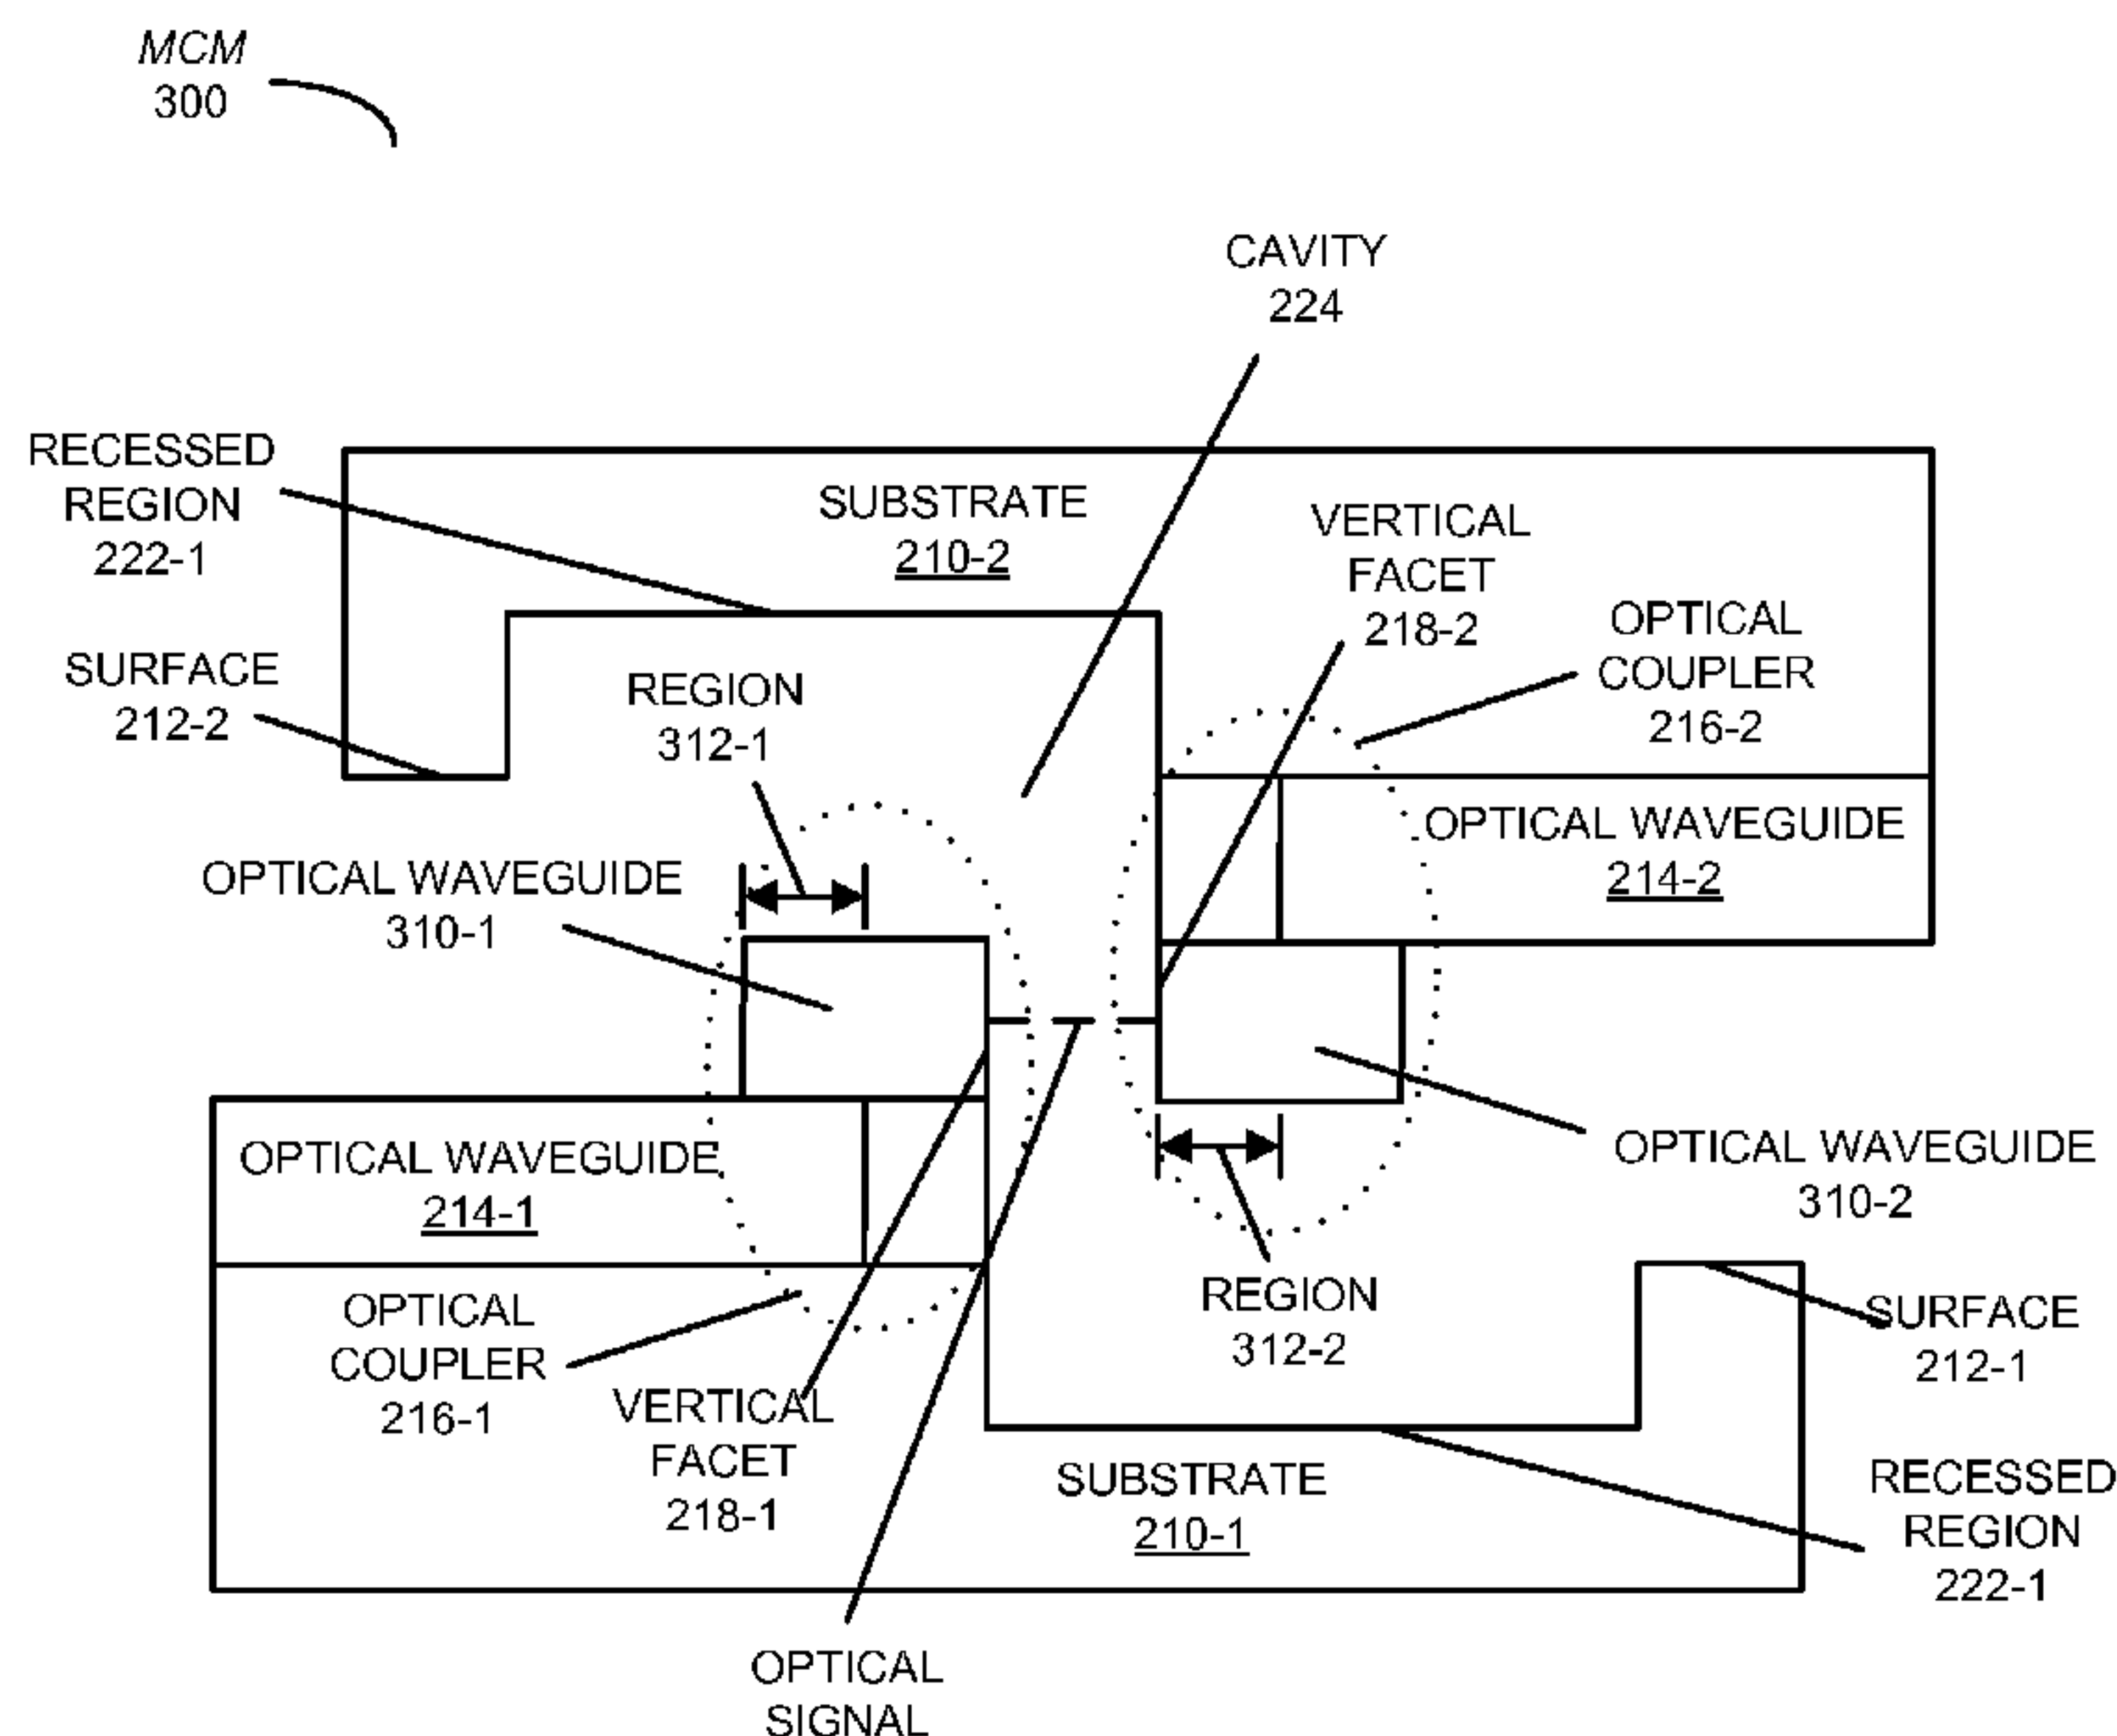 MCM
300
CAVITY
224
RECESSED
REGION
222-1
SUBSTRATE
210-2
VERTICAL
FACET
218-2
OPTICAL
COUPLER
216-2
SURFACE
212-2
REGION
312-1
OPTICAL WAVEGUIDE
214-2
OPTICAL WAVEGUIDE
310-1
OPTICAL WAVEGUIDE
214-1
OPTICAL WAVEGUIDE
310-2
REGION
312-2
OPTICAL
COUPLER
216-1
SURFACE
212-1
VERTICAL
FACET
218-1
SUBSTRATE
210-1
RECESSED
REGION
222-1
OPTICAL
SIGNAL